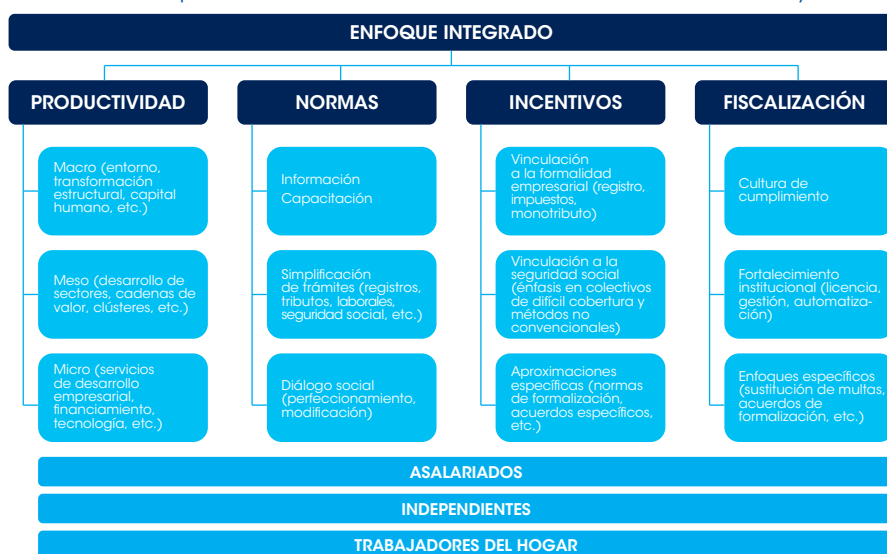 ENFOQUE INTEGRADO
PRODUCTIVIDAD
Macro (entorno,
transformación
estructural, capital
humano, etc.)
Meso (desarrollo de
sectores, cadenas de
valor, clústeres, etc.)
Micro (servicios
de desarrollo
empresarial,
financiamiento,
tecnología, etc.)
NORMAS
Información
Capacitación
Simplificación
de trámites (registros,
tributos, laborales,
seguridad social, etc.)
Diálogo social
(perfeccionamiento,
modificación)
INCENTIVOS
Vinculación
a la formalidad
empresarial (registro,
impuestos,
monotributo)
Vinculación a la
seguridad social
(énfasis en colectivos
de difícil cobertura y
métodos no
convencionales)
Aproximaciones
específicas (normas
de formalización,
acuerdos específicos,
etc.)
FISCALIZACIÓN
Cultura de
cumplimiento
Fortalecimiento
institucional (licencia,
gestión, automatiza-
ción)
Enfoques específicos
(sustitución de multas,
acuerdos de
formalización, etc.)
ASALARIADOS
INDEPENDIENTES
TRABAJADORES DEL HOGAR